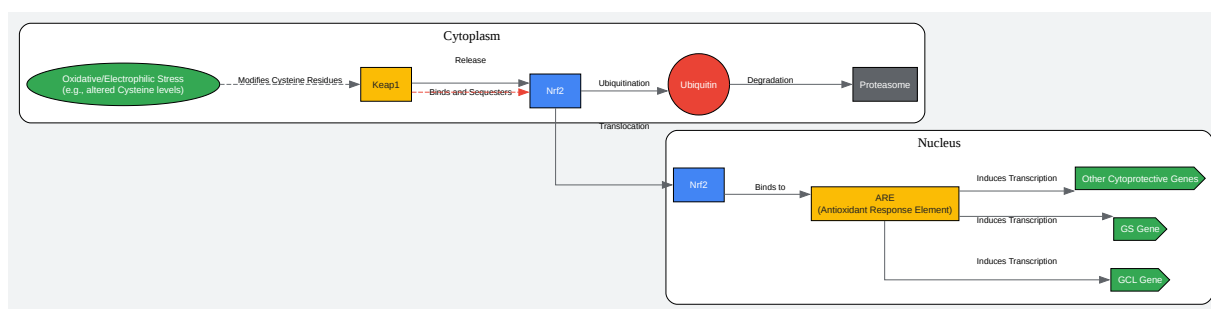 Cytoplasm
Oxidative/Electrophilic Stress
(e.g., altered Cysteine levels)
Modifies Cysteine Residues
Keap1
Release
Binds and Sequesters
Nrf2
Ubiquitination
Ubiquitin
Degradation
Proteasome
Translocation
Nucleus
Nrf2
Binds to
ARE
(Antioxidant Response Element)
Induces Transcription
Other Cytoprotective Genes
Induces Transcription
GS Gene
Induces Transcription
GCL Gene